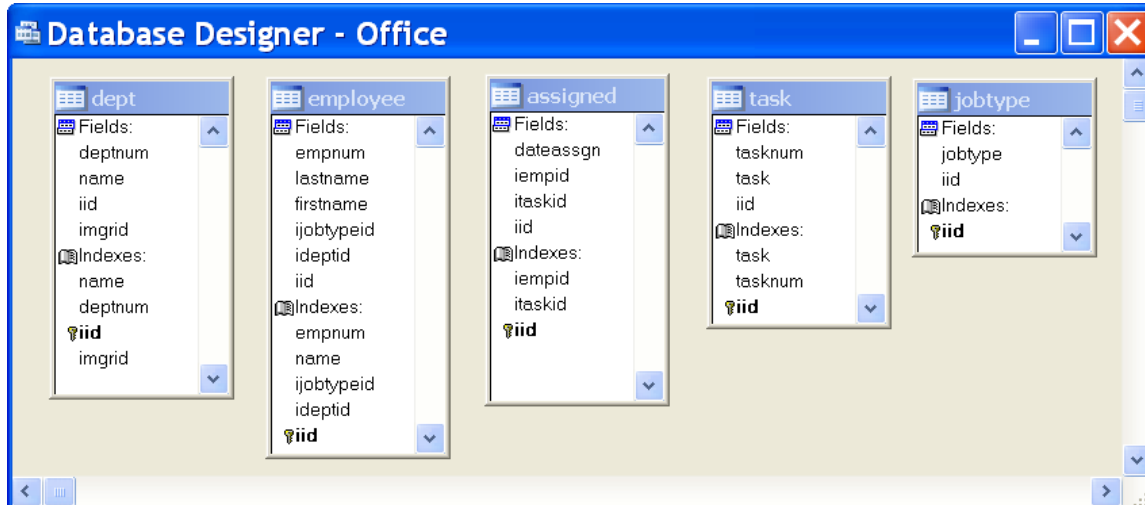 Database Designer - Office
dept
Fields:
deptnum
name
iid
imgrid
Indexes:
name
deptnum
iid
imgrid
employee
Fields:
empnum
lastname
firstname
ijobtypeid
ideptid
iid
Indexes:
empnum
name
ijobtypeid
ideptid
iid
assigned
Fields:
dateassgn
iempid
itaskid
iid
Indexes:
iempid
itaskid
iid
task
Fields:
tasknum
task
iid
Indexes:
task
tasknum
iid
jobtype
Fields:
jobtype
iid
Indexes:
iid